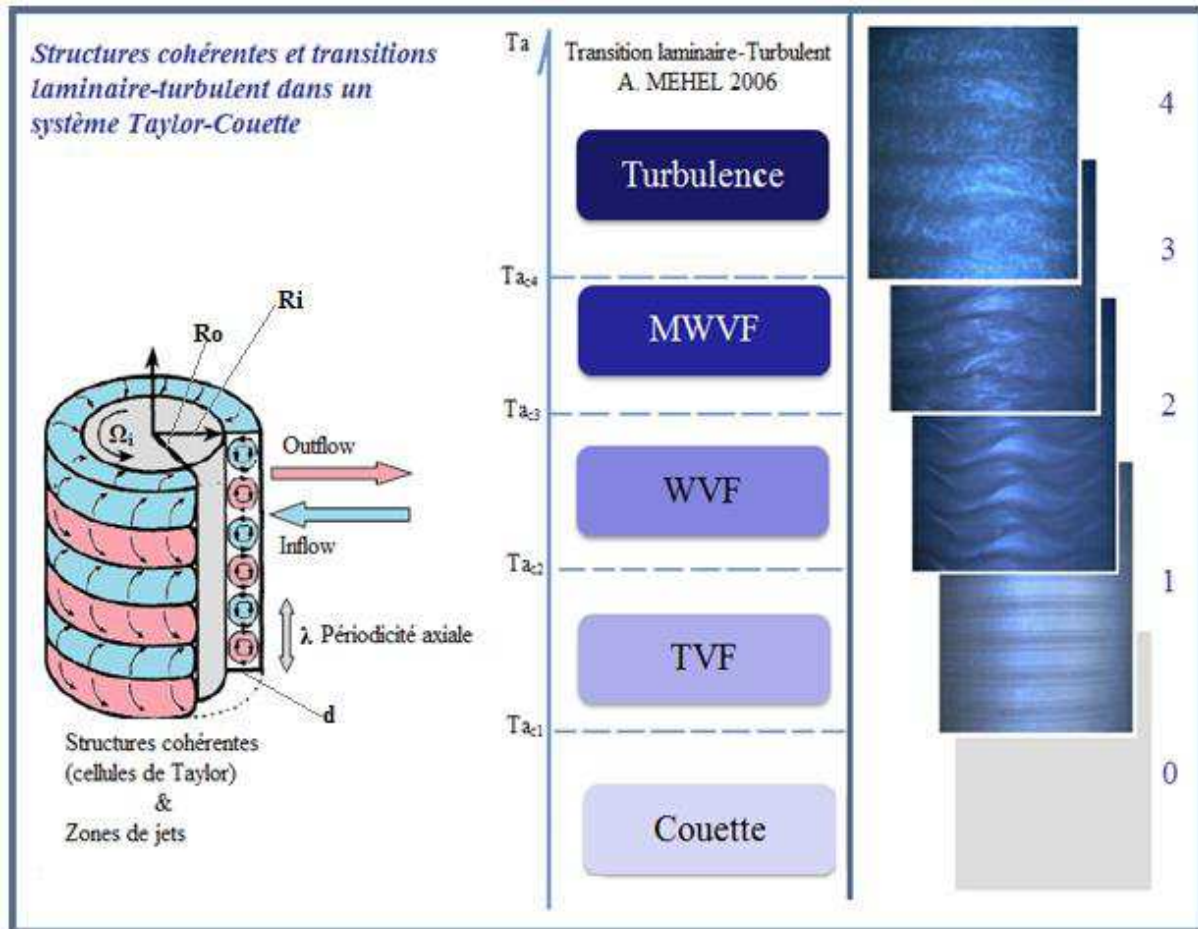 Structures cohérentes et transitions
laminaire-turbulent dans un
système Taylor-Couette
Ri
Ro
Ωi
Outflow
Inflow
λ Périodicité axiale
d
Structures cohérentes
(cellules de Taylor)
&
Zones de jets
Ta
Transition laminaire-Turbulent
A. MEHEL 2006
Turbulence
Tac4
MWVF
Tac3
WVF
Tac2
TVF
Tac1
Couette
4
3
2
1
0